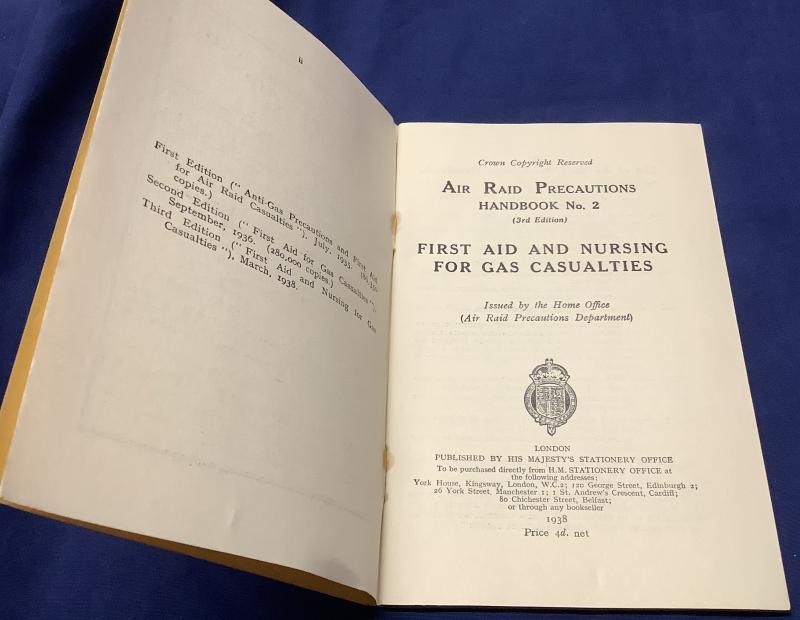 ii
First Edition (" Anti-Gas Precautions and First Aid
for Air Raid Casualties "). July, 1935.
copies.)
Second Edition (" First Aid for Gas Casualties ").
September, 1936. (280,000 copies.)
Third Edition (" First Aid and Nursing for Gas
Casualties "), March, 1938.
Crown Copyright Reserved
AIR RAID PRECAUTIONS
HANDBOOK No. 2
(3rd Edition)
FIRST AID AND NURSING
FOR GAS CASUALTIES
Issued by the Home Office
(Air Raid Precautions Department)
LONDON
PUBLISHED BY HIS MAJESTY'S STATIONERY OFFICE
To be purchased directly from H.M. STATIONERY OFFICE at
the following addresses:
York House, Kingsway, London, W.C.2; 120 George Street, Edinburgh 2;
26 York Street, Manchester 1; 1 St. Andrew's Crescent, Cardiff;
80 Chichester Street, Belfast;
or through any bookseller
1938
Price 4d. net